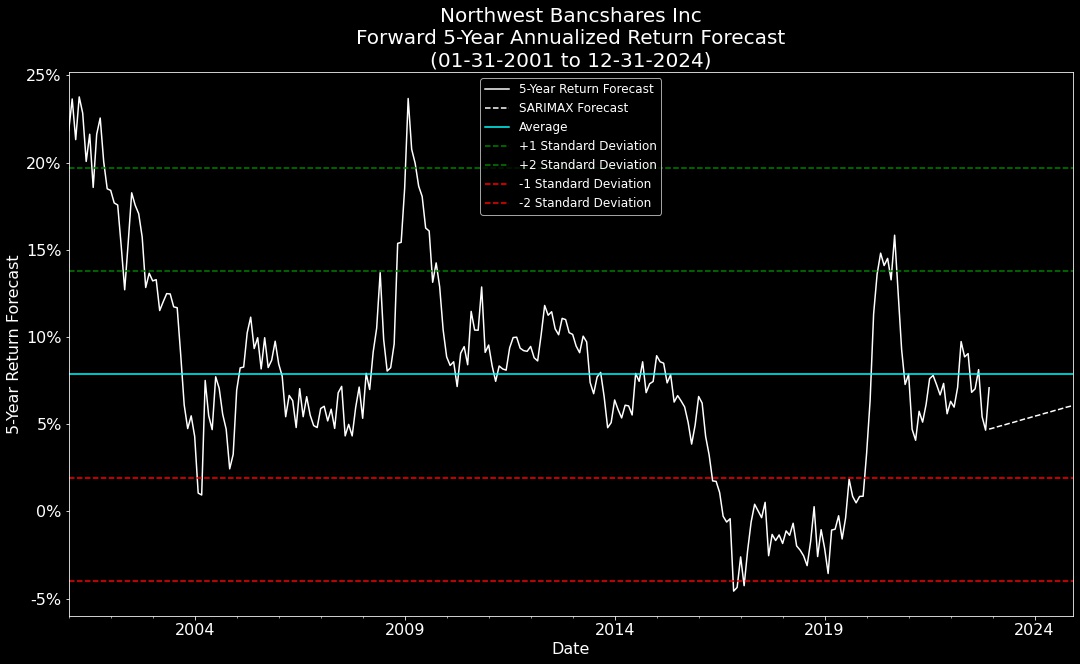 Northwest Bancshares Inc
Forward 5-Year Annualized Return Forecast
(01-31-2001 to 12-31-2024)
5-Year Return Forecast
SARIMAX Forecast
Average
+1 Standard Deviation
+2 Standard Deviation
-1 Standard Deviation
-2 Standard Deviation
25%
20%
15%
10%
5%
0%
-5%
5-Year Return Forecast
2004 2009 2014 2019 2024
Date